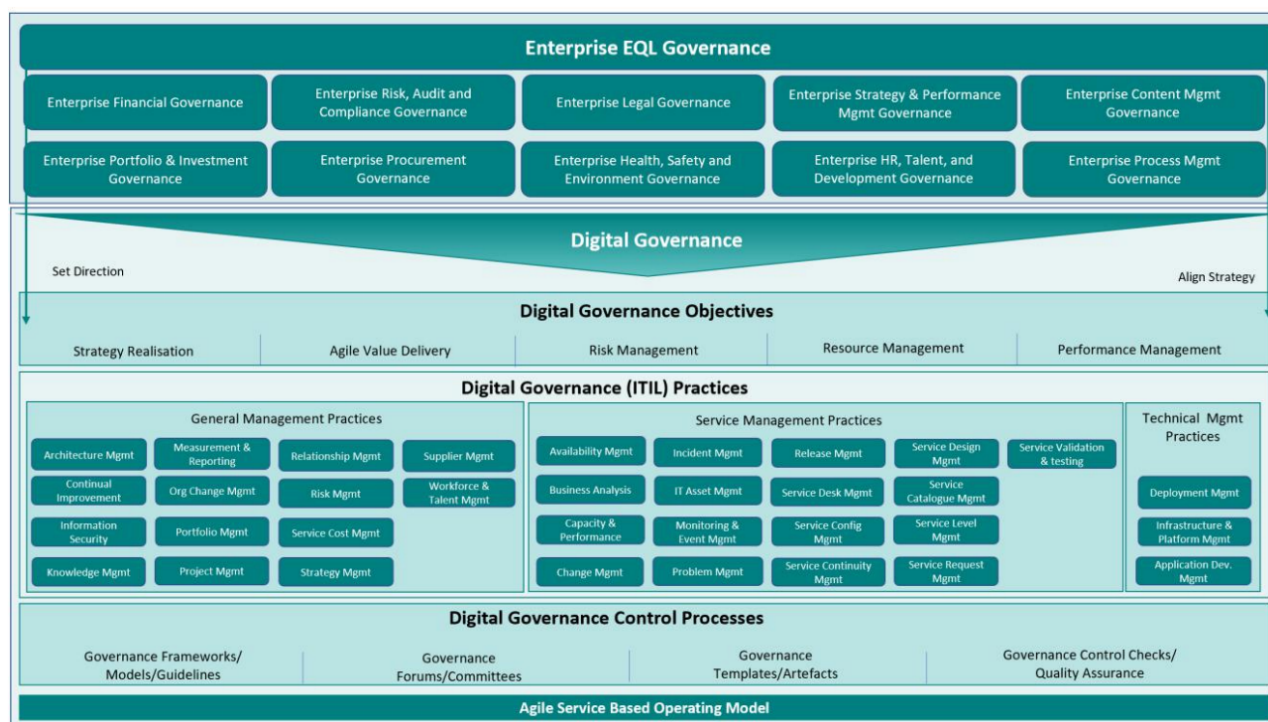 Enterprise EQL Governance
Enterprise Financial Governance
Enterprise Risk, Audit and
Compliance Governance
Enterprise Legal Governance
Enterprise Strategy & Performance
Mgmt Governance
Enterprise Content Mgmt
Governance
Enterprise Portfolio & Investment
Governance
Enterprise Procurement
Governance
Enterprise Health, Safety and
Environment Governance
Enterprise HR, Talent, and
Development Governance
Enterprise Process Mgmt
Governance
Digital Governance
Set Direction
Align Strategy
Digital Governance Objectives
Strategy Realisation
Agile Value Delivery
Risk Management
Resource Management
Performance Management
Digital Governance (ITIL) Practices
General Management Practices
Architecture Mgmt
Measurement &
Reporting
Relationship Mgmt
Supplier Mgmt
Continual
Improvement
Org Change Mgmt
Risk Mgmt
Workforce &
Talent Mgmt
Information
Security
Portfolio Mgmt
Service Cost Mgmt
Knowledge Mgmt
Project Mgmt
Strategy Mgmt
Service Management Practices
Availability Mgmt
Incident Mgmt
Release Mgmt
Service Design
Mgmt
Service Validation
& testing
Business Analysis
IT Asset Mgmt
Service Desk Mgmt
Service
Catalogue Mgmt
Capacity &
Performance
Monitoring &
Event Mgmt
Service Config
Mgmt
Service Level
Mgmt
Change Mgmt
Problem Mgmt
Service Continuity
Mgmt
Service Request
Mgmt
Technical Mgmt
Practices
Deployment Mgmt
Infrastructure &
Platform Mgmt
Application Dev.
Mgmt
Digital Governance Control Processes
Governance Frameworks/
Models/Guidelines
Governance
Forums/Committees
Governance
Templates/Artefacts
Governance Control Checks/
Quality Assurance
Agile Service Based Operating Model